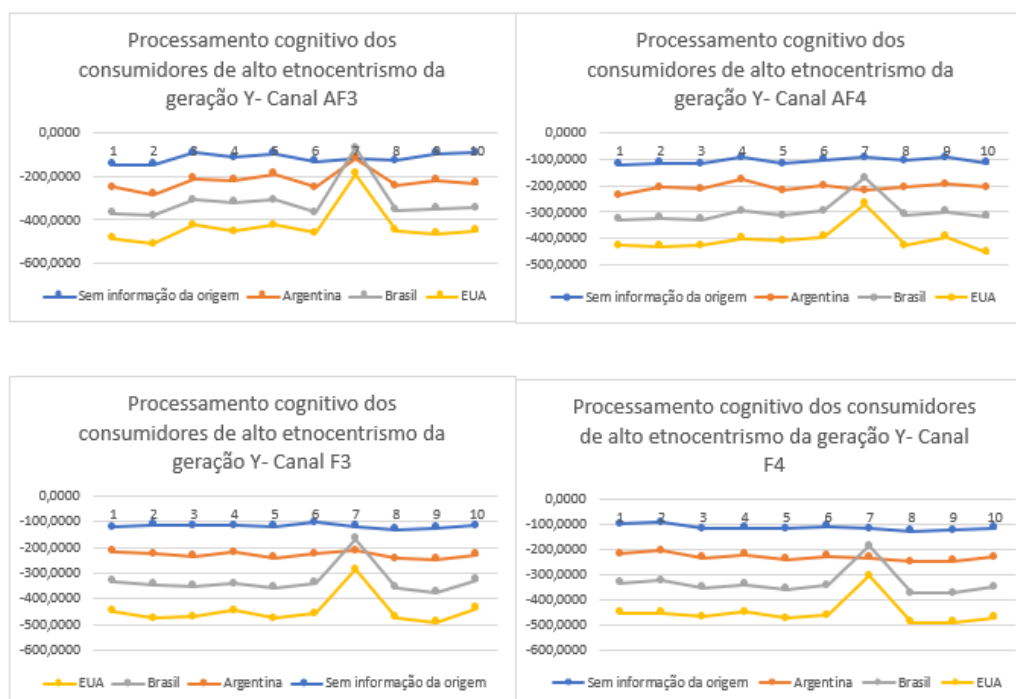 Processamento cognitivo dos
consumidores de alto etnocentrismo da
geração Y- Canal AF3
0,0000
1 2 3 4 5 6 7 8 9 10
-200,0000
-400,0000
-600,0000
Sem informação da origem Argentina Brasil EUA
Processamento cognitivo dos
consumidores de alto etnocentrismo da
geração Y- Canal AF4
0,0000
1 2 3 4 5 6 7 8 9 10
-100,0000
-200,0000
-300,0000
-400,0000
-500,0000
Sem informação da origem Argentina Brasil EUA
Processamento cognitivo dos
consumidores de alto etnocentrismo da
geração Y- Canal F3
0,0000
1 2 3 4 5 6 7 8 9 10
-100,0000
-200,0000
-300,0000
-400,0000
-500,0000
-600,0000
EUA Brasil Argentina Sem informação da origem
Processamento cognitivo dos consumidores
de alto etnocentrismo da geração Y- Canal
F4
0,0000
1 2 3 4 5 6 7 8 9 10
-100,0000
-200,0000
-300,0000
-400,0000
-500,0000
-600,0000
Sem informação da origem Argentina Brasil EUA